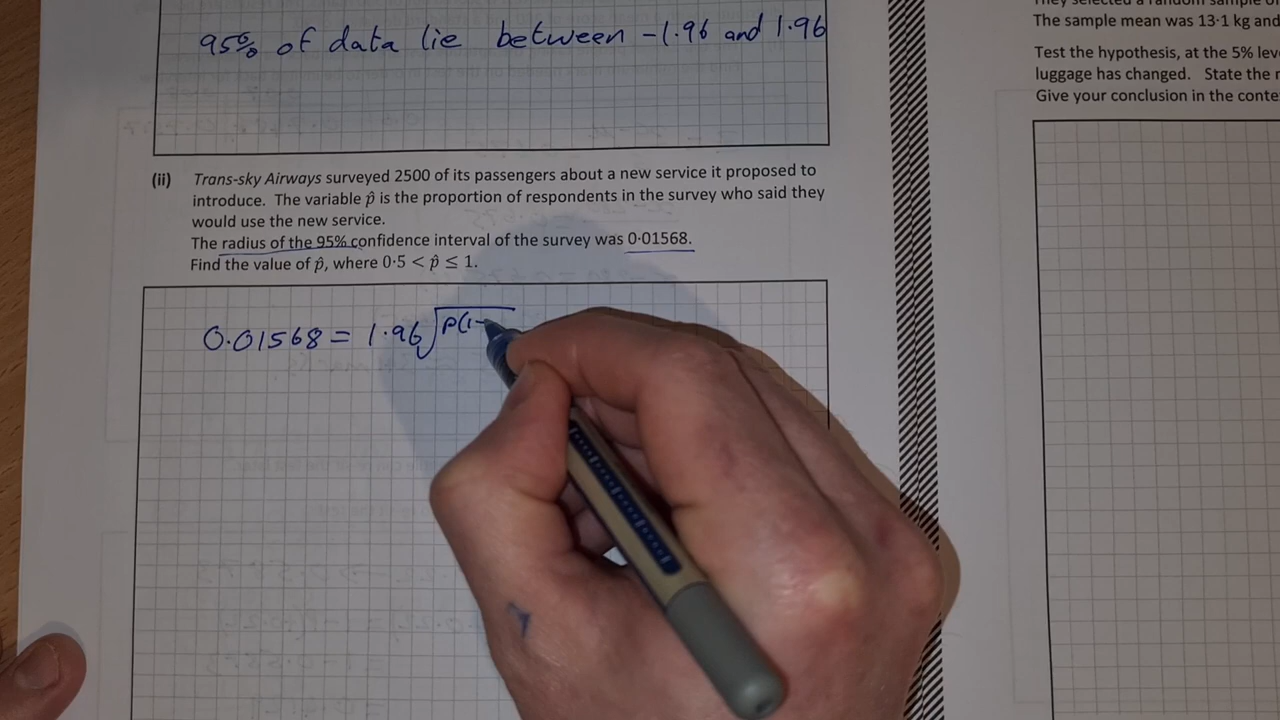 95% of data lie between -1.96 and 1.96
(ii) Trans-sky Airways surveyed 2500 of its passengers about a new service it proposed to
introduce. The variable p̂ is the proportion of respondents in the survey who said they
would use the new service.
The radius of the 95% confidence interval of the survey was 0·01568.
Find the value of p̂, where 0·5 < p̂ ≤ 1.
0.01568 = 1.96√p(1-
The sample mean was 13·1 kg and
Test the hypothesis, at the 5% lev
luggage has changed. State the
Give your conclusion in the conte